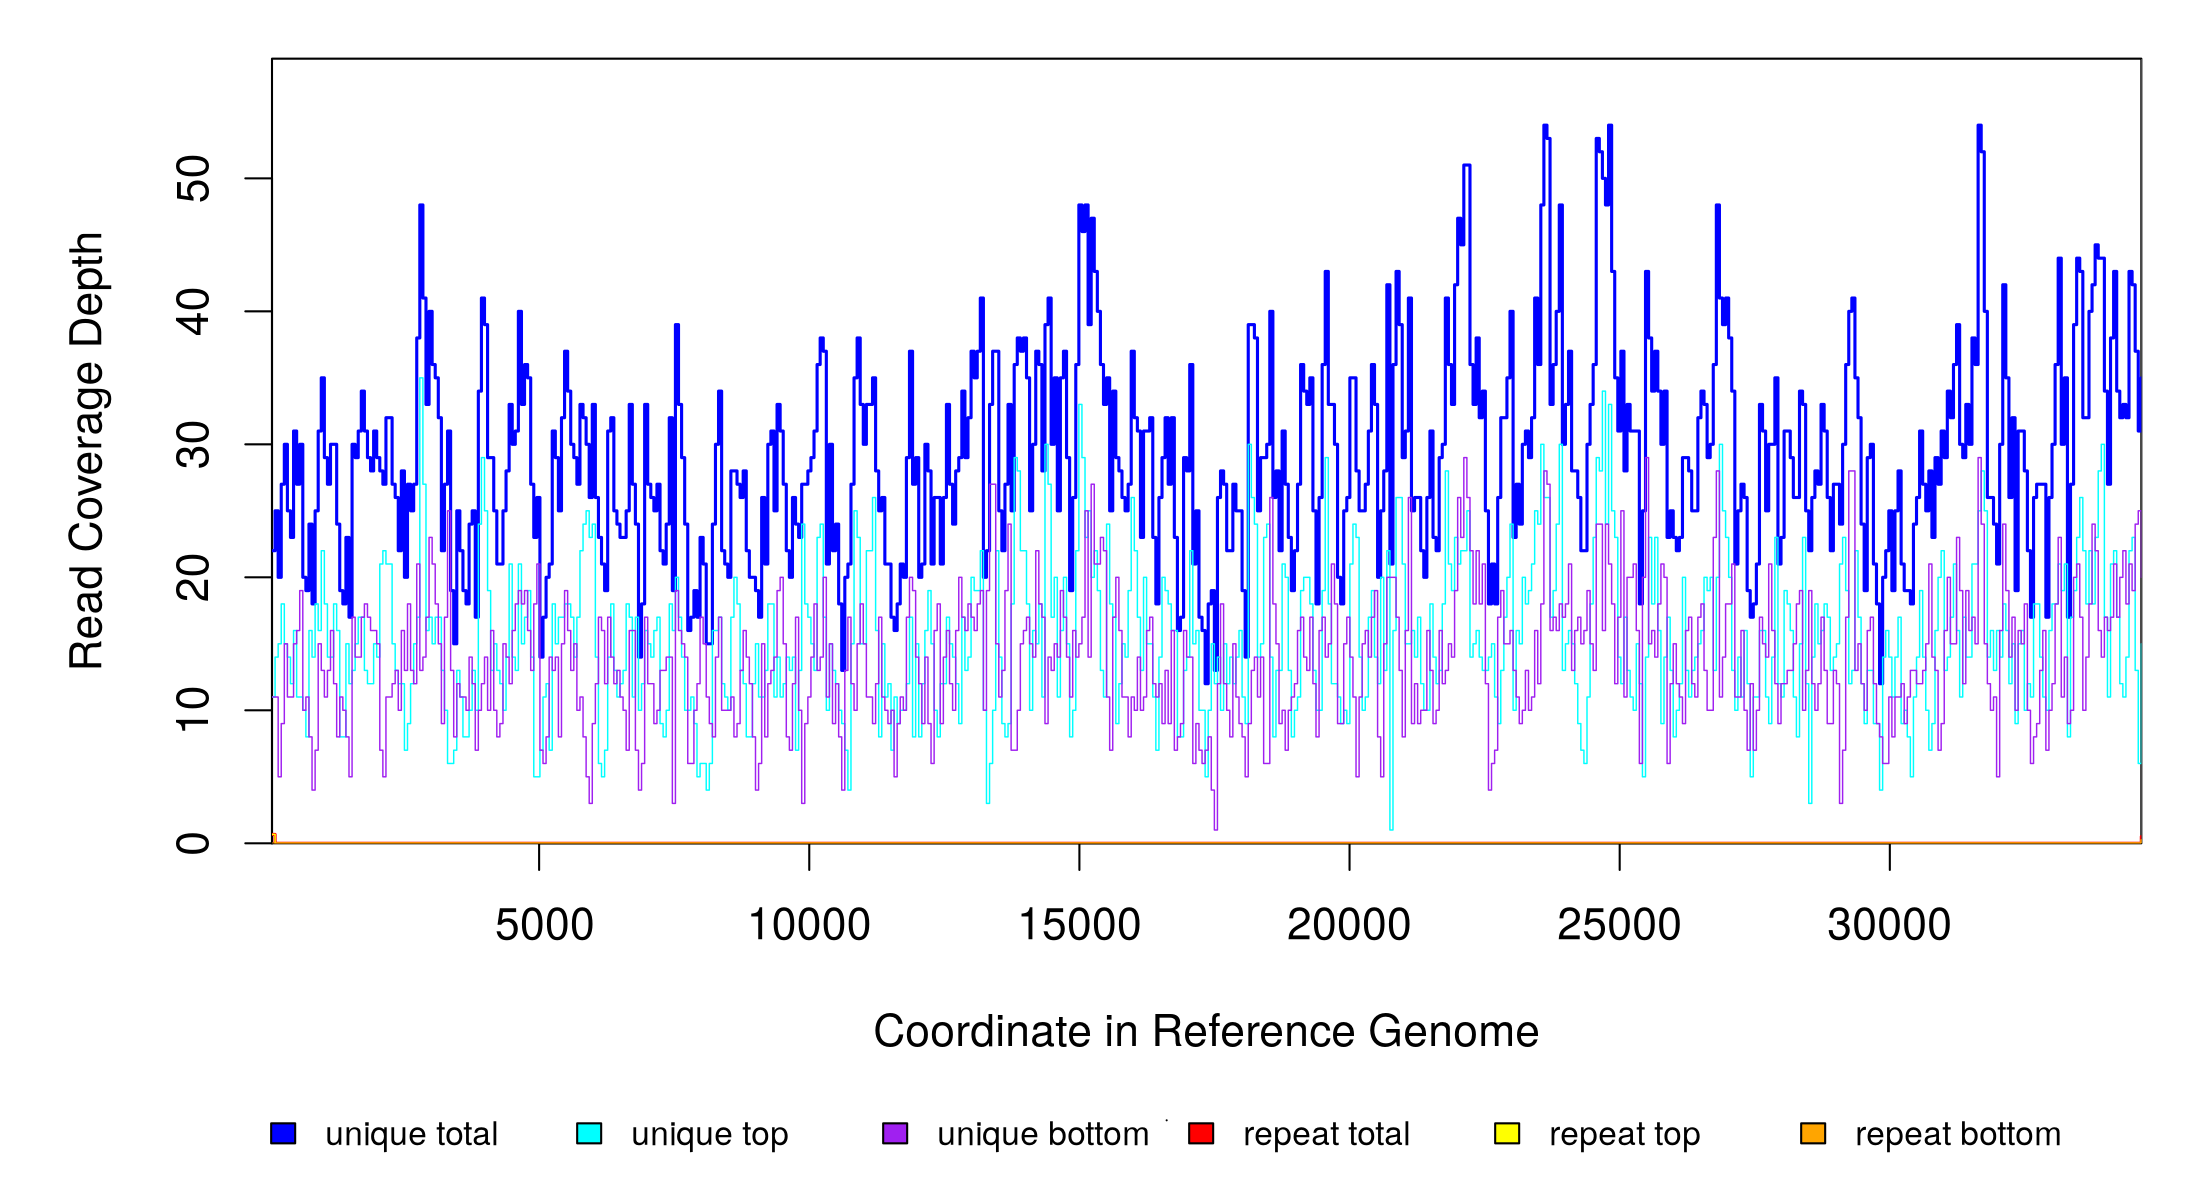 Read Coverage Depth
50
40
30
20
10
0
5000 10000 15000 20000 25000 30000
Coordinate in Reference Genome
unique total unique top unique bottom repeat total repeat top repeat bottom